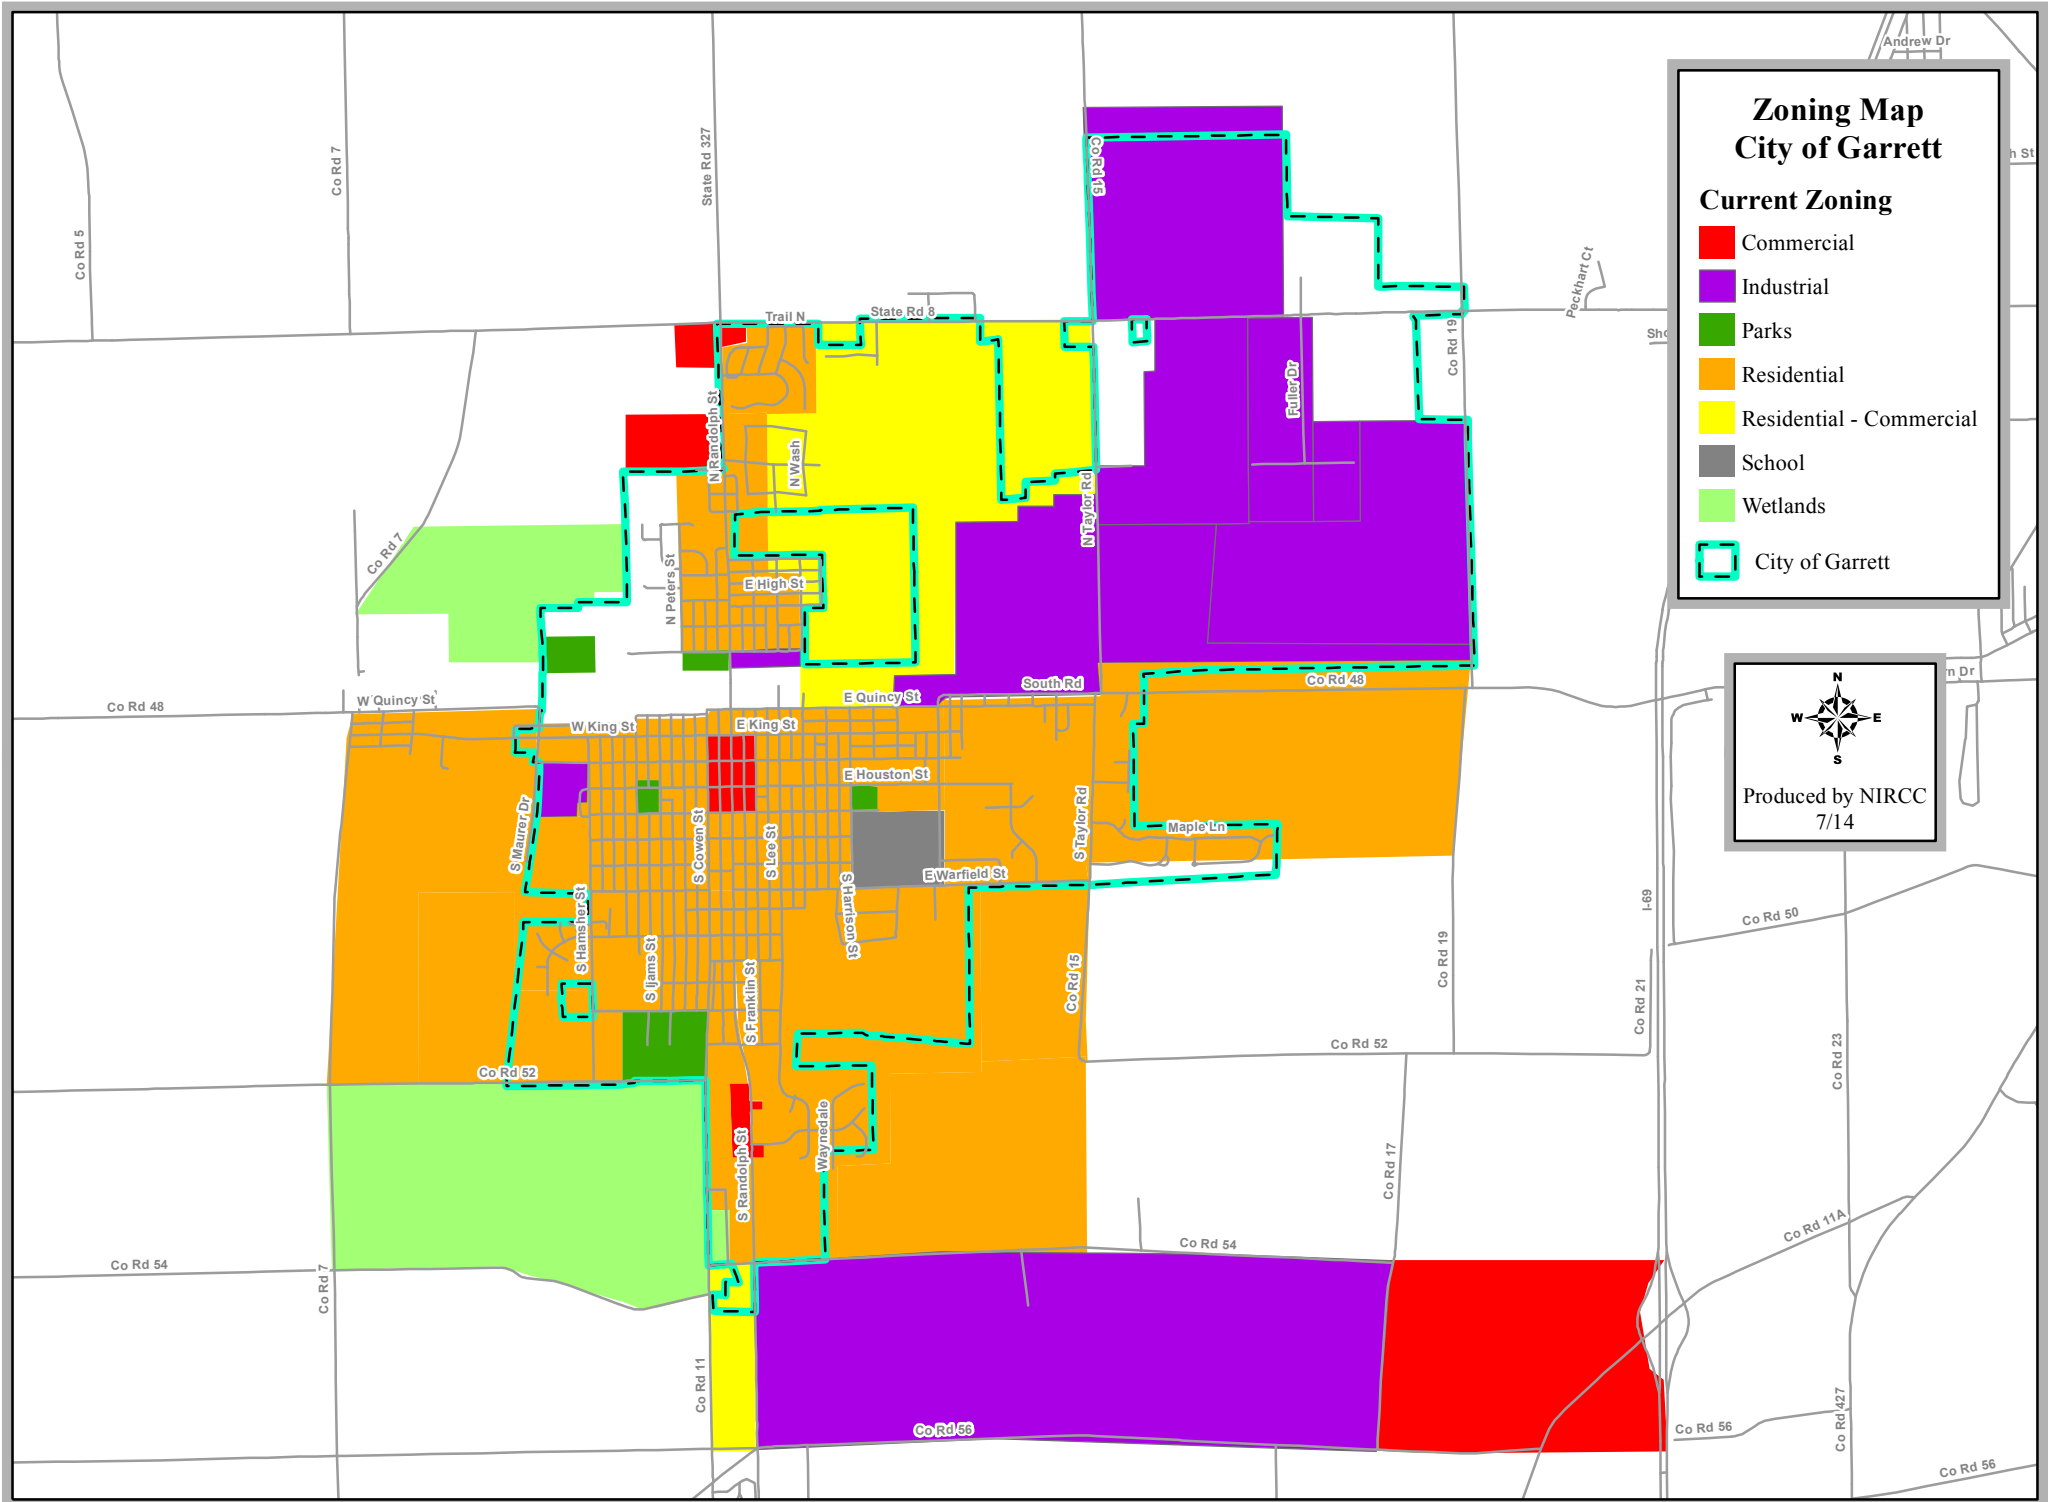 Andrew Dr
Zoning Map
City of Garrett
Current Zoning
Commercial
Industrial
Parks
Residential
Residential - Commercial
School
Wetlands
City of Garrett
h St
Co Rd 7
State Rd 327
Co Rd 15
Co Rd 5
Peckhart Ct
Trail N
State Rd 8
Sho
Co Rd 19
Fuller Dr
N Randolph St
N Wash
N Taylor Rd
Co Rd 7
N Peters St
E High St
N
W
E
S
Produced by NIRCC
7/14
rn Dr
South Rd
Co Rd 48
W Quincy St
E Quincy St
Co Rd 48
W King St
E King St
E Houston St
S Maurer Dr
S Cowen St
S Lee St
S Taylor Rd
Maple Ln
E Warfield St
S Harrison St
S Hamsher St
S Ijams St
S Franklin St
I-69
Co Rd 50
Co Rd 15
Co Rd 19
Co Rd 21
Co Rd 23
Co Rd 52
Co Rd 52
Waynedale
S Randolph St
Co Rd 17
Co Rd 11A
Co Rd 54
Co Rd 54
Co Rd 7
Co Rd 11
Co Rd 56
Co Rd 56
Co Rd 427
Co Rd 56